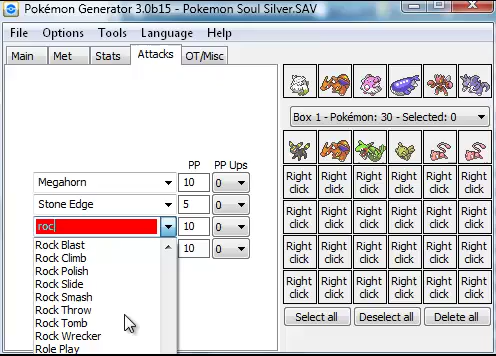 Pokémon Generator 3.0b15 - Pokemon Soul Silver.SAV
File Options Tools Language Help
Main Met Stats Attacks OT/Misc
Box 1 - Pokémon: 30 - Selected: 0
PP PP Ups
Megahorn 10 0
Stone Edge 5 0
roc 10 0
10 0
Rock Blast
Rock Climb
Rock Polish
Rock Slide
Rock Smash
Rock Throw
Rock Tomb
Rock Wrecker
Role Play
Right click Right click Right click Right click Right click Right click
Right click Right click Right click Right click Right click Right click
Right click Right click Right click Right click Right click Right click
Right click Right click Right click Right click Right click Right click
Select all Deselect all Delete all